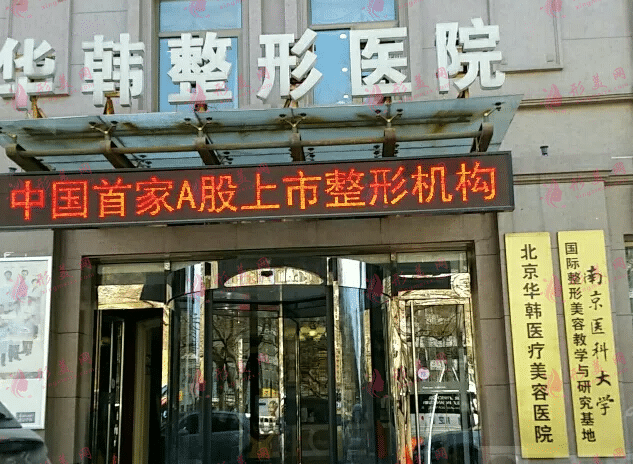 华韩整形医院
中国首家A股上市整形机构
北京华韩医疗美容医院
南京医科大学
国际整形美容教学与研究基地